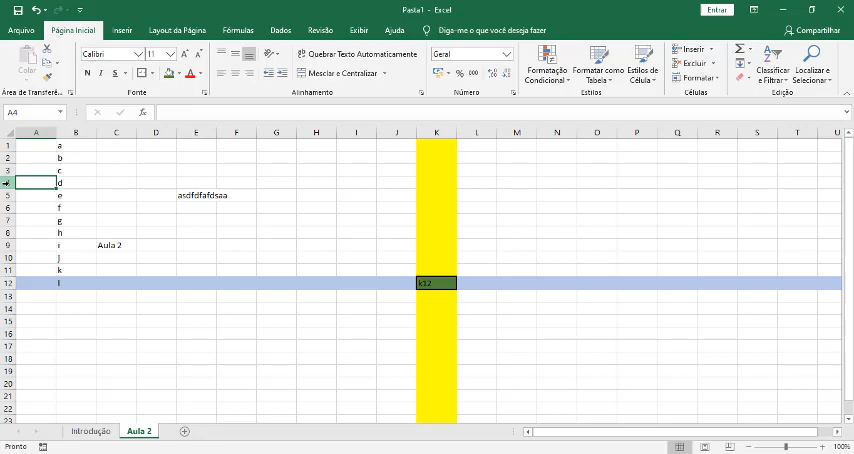 Pasta1 - Excel
Entrar
Arquivo Página Inicial Inserir Layout da Página Fórmulas Dados Revisão Exibir Ajuda Diga-me o que você deseja fazer Compartilhar
Colar
Calibri 11
N I S
Quebrar Texto Automaticamente
Mesclar e Centralizar
Geral
% 000
Formatação Condicional
Formatar como Tabela
Estilos de Célula
Inserir
Excluir
Formatar
Classificar e Filtrar
Localizar e Selecionar
Área de Transferê... Fonte Alinhamento Número Estilos Células Edição
A4
fx
A B C D E F G H I J K L M N O P Q R S T U
1 a
2 b
3 c
4 d
5 e asdfdfafdsaa
6 f
7 g
8 h
9 i Aula 2
10 j
11 k
12 l k12
13
14
15
16
17
18
19
20
21
22
23
Introdução Aula 2
Pronto 100%